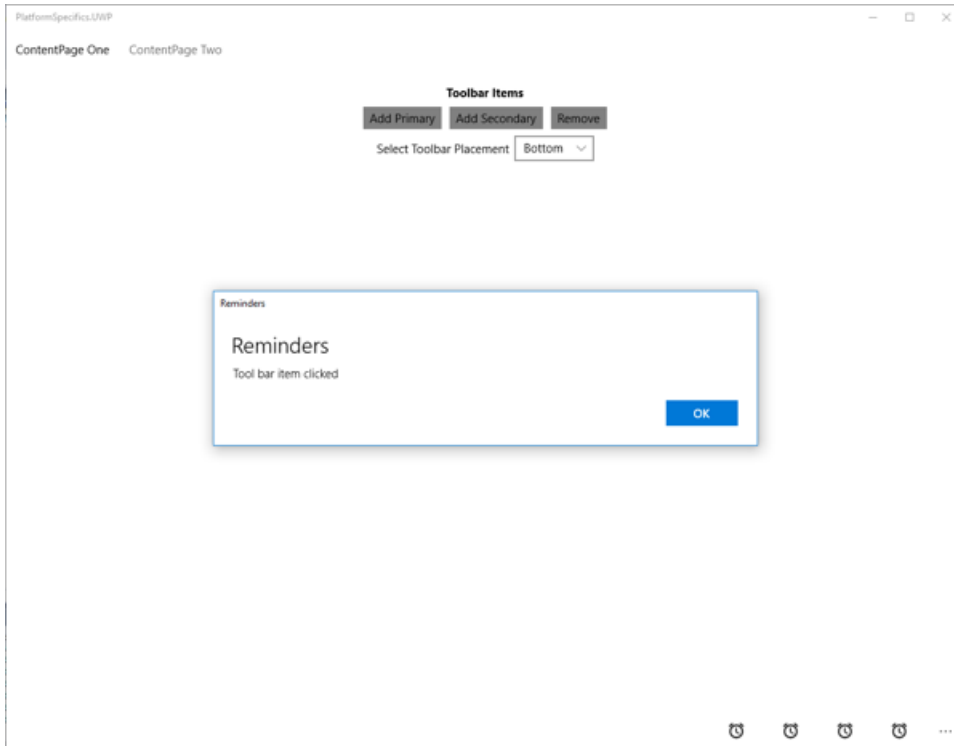 PlatformSpecifics.UWP
ContentPage One ContentPage Two
Toolbar Items
Add Primary Add Secondary Remove
Select Toolbar Placement Bottom
Reminders
Reminders
Tool bar item clicked
OK